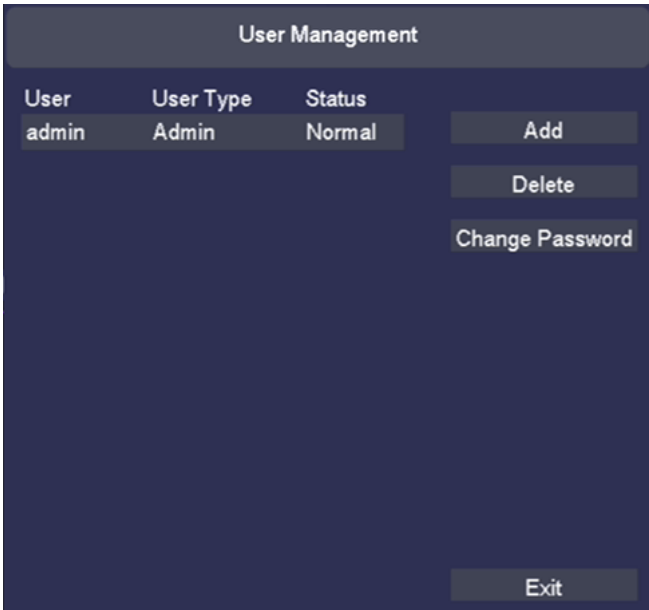 User Management
User User Type Status
admin Admin Normal
Add
Delete
Change Password
Exit